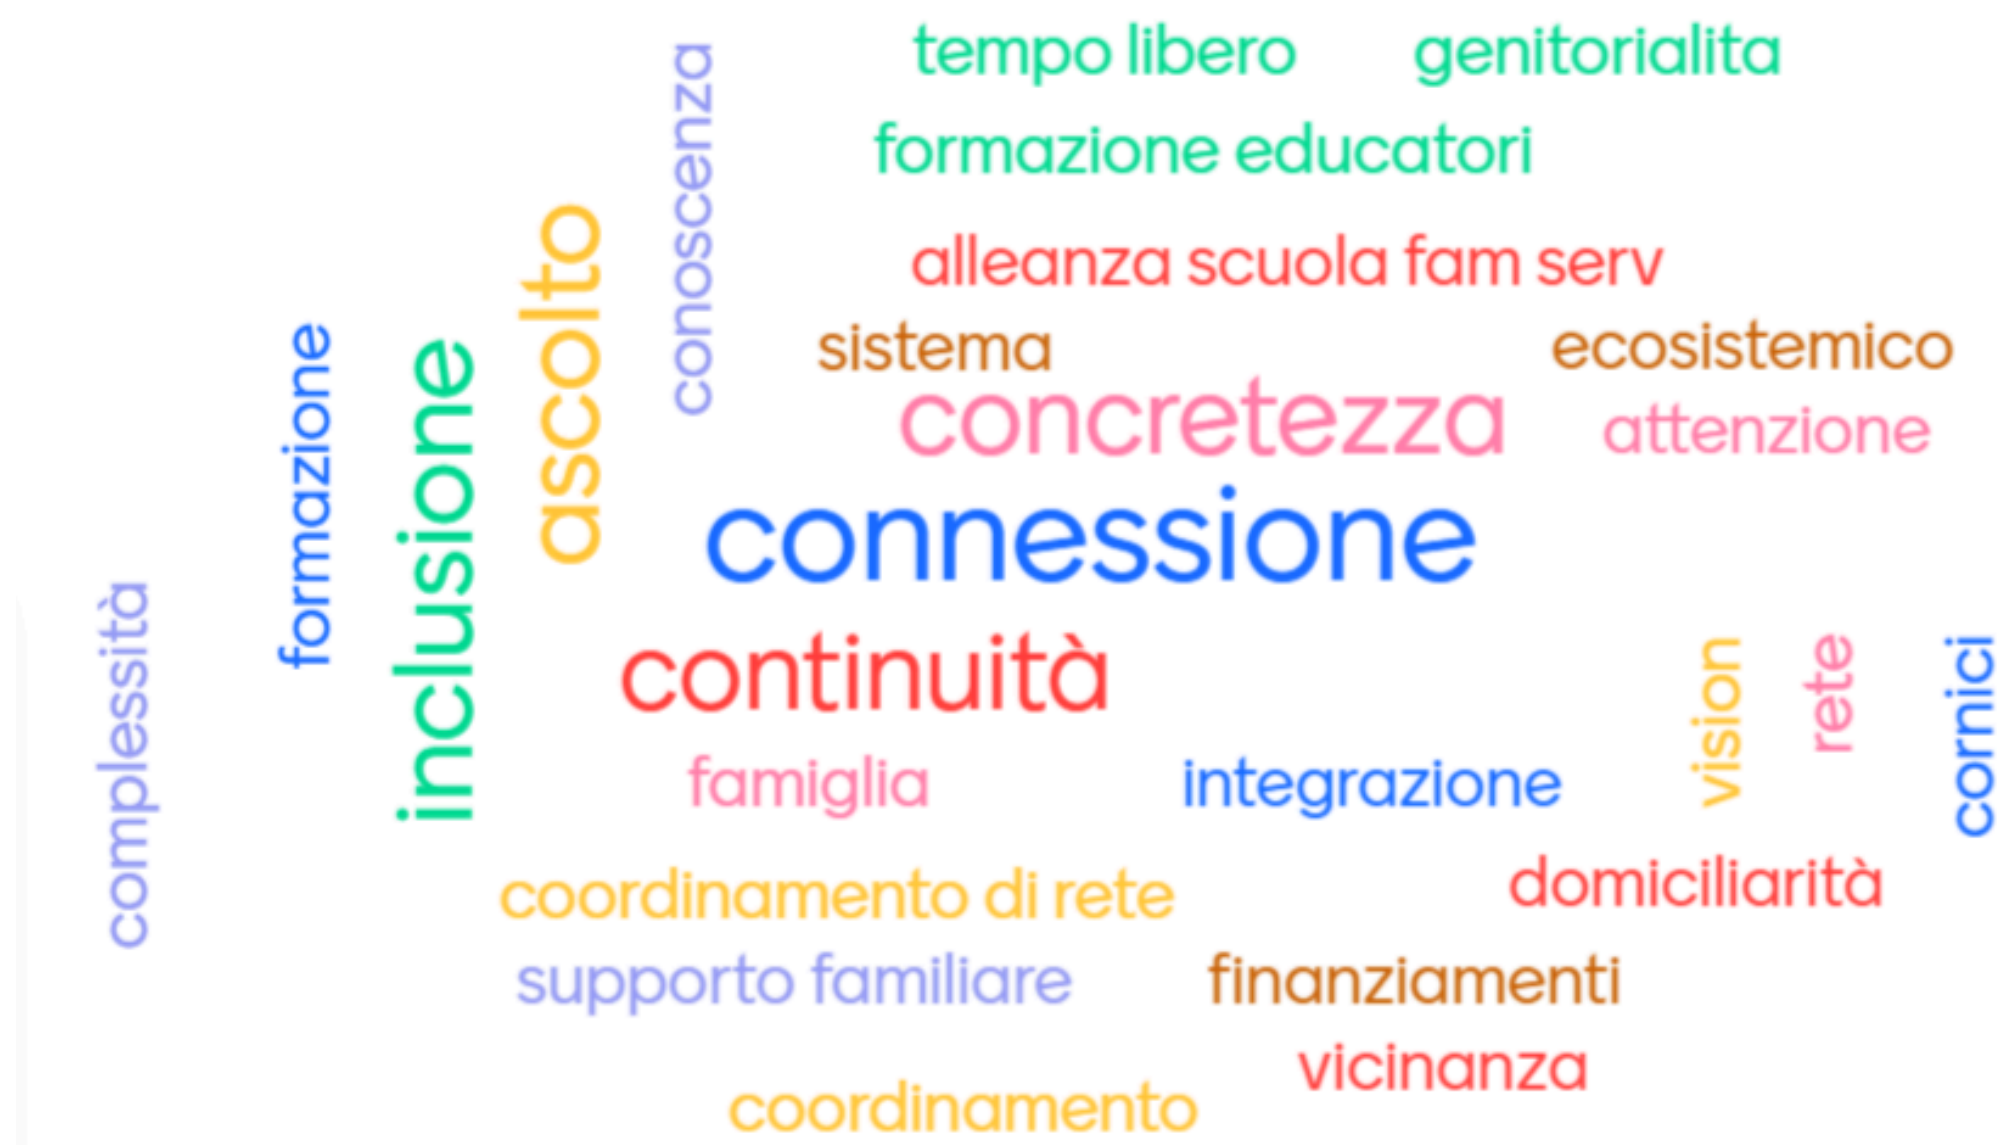 tempo libero
genitorialita
conoscenza
formazione educatori
ascolto
alleanza scuola fam serv
formazione
inclusione
sistema
ecosistemico
concretezza
attenzione
connessione
complessità
continuità
vision
rete
cornici
famiglia
integrazione
coordinamento di rete
domiciliarità
supporto familiare
finanziamenti
vicinanza
coordinamento